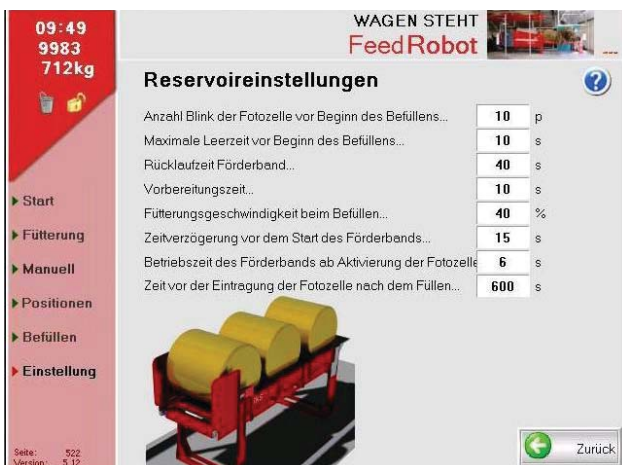 09:49
9983
712kg
WAGEN STEHT
FeedRobot
Reservoireinstellungen
Anzahl Blink der Fotozelle vor Beginn des Befüllens... 10 p
Maximale Leerzeit vor Beginn des Befüllens... 10 s
Rücklaufzeit Förderband... 40 s
Vorbereitungszeit... 10 s
Fütterungsgeschwindigkeit beim Befüllen... 40 %
Zeitverzögerung vor dem Start des Förderbands... 15 s
Betriebszeit des Förderbands ab Aktivierung der Fotozelle 6 s
Zeit vor der Eintragung der Fotozelle nach dem Füllen... 600 s
Start
Fütterung
Manuell
Positionen
Befüllen
Einstellung
Seite: 522
Version: 5.12
Zurück